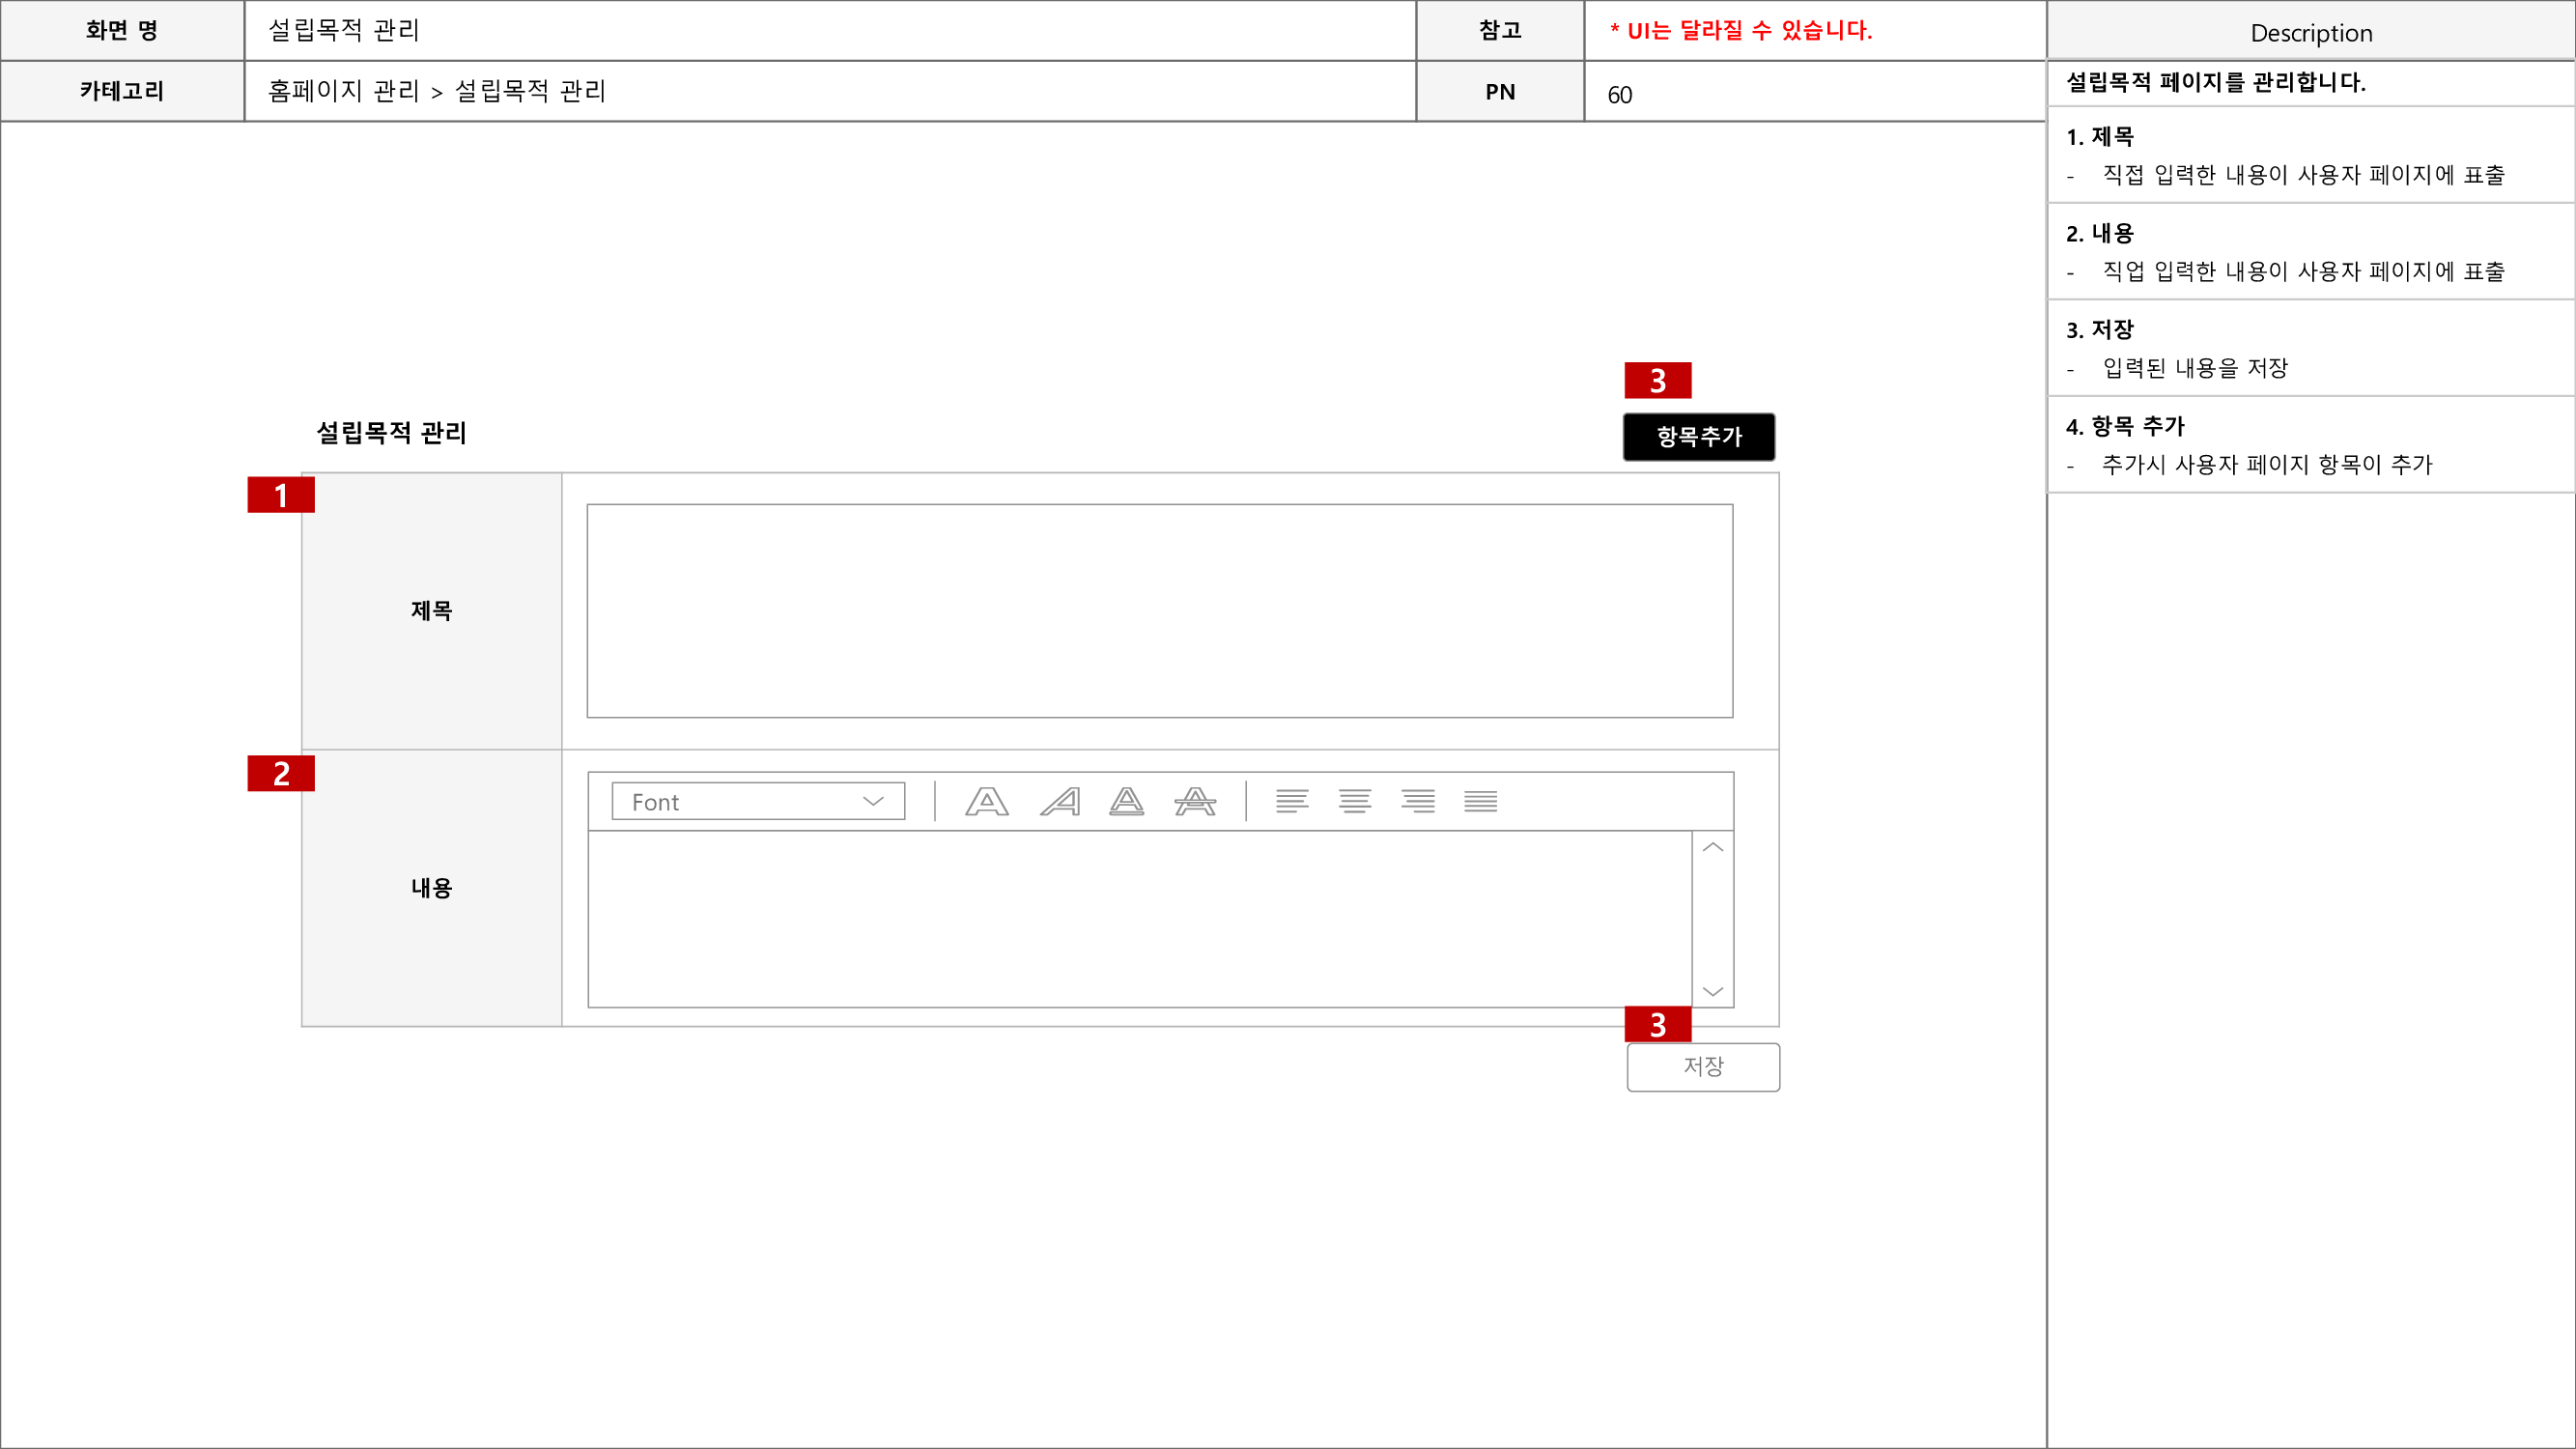 화면 명
설립목적 관리
참고
* UI는 달라질 수 있습니다.
Description
카테고리
홈페이지 관리 > 설립목적 관리
PN
60
설립목적 페이지를 관리합니다.
1. 제목
- 직접 입력한 내용이 사용자 페이지에 표출
2. 내용
- 직업 입력한 내용이 사용자 페이지에 표출
3. 저장
- 입력된 내용을 저장
4. 항목 추가
- 추가시 사용자 페이지 항목이 추가
3
설립목적 관리
항목추가
1
제목
2
Font
A A A A
내용
3
저장